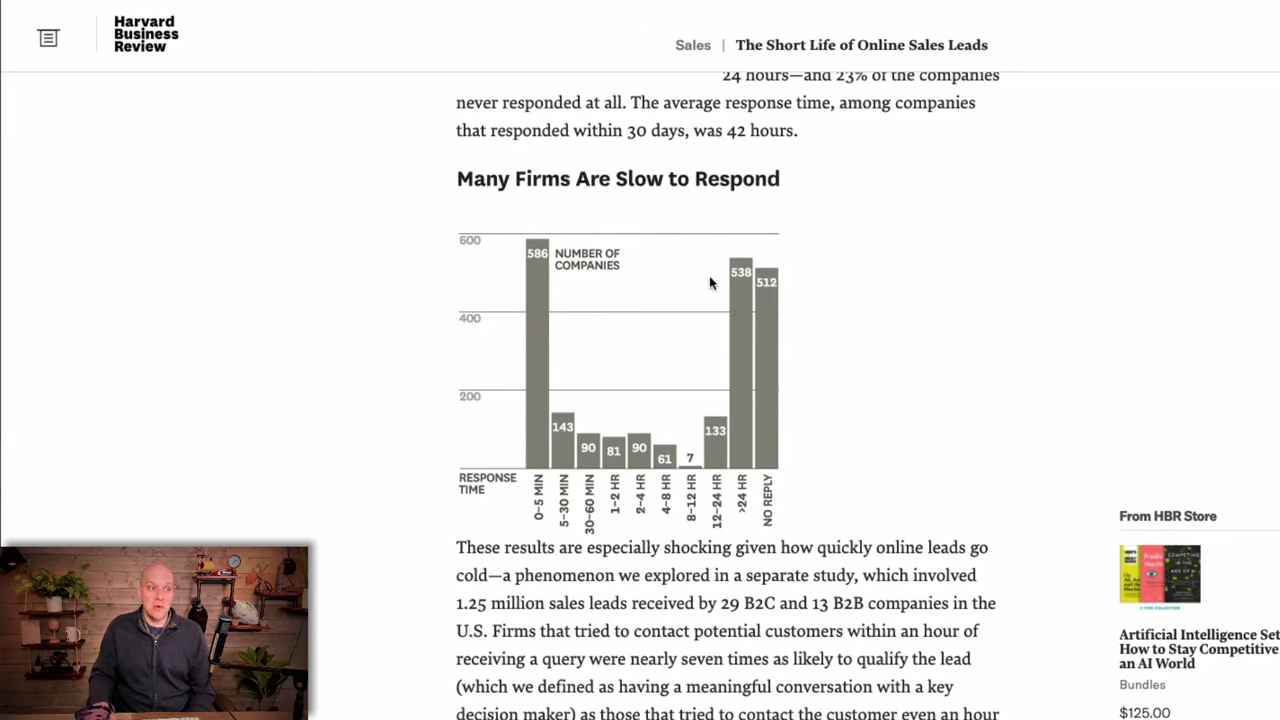 Harvard
Business
Review
Sales | The Short Life of Online Sales Leads
24 hours—and 23% of the companies
never responded at all. The average response time, among companies
that responded within 30 days, was 42 hours.
Many Firms Are Slow to Respond
600
400
200
NUMBER OF
COMPANIES
586
143
90
81
90
61
7
133
538
512
RESPONSE
TIME
0–5 MIN
5–30 MIN
30–60 MIN
1–2 HR
2–4 HR
4–8 HR
8–12 HR
12–24 HR
>24 HR
NO REPLY
These results are especially shocking given how quickly online leads go
cold—a phenomenon we explored in a separate study, which involved
1.25 million sales leads received by 29 B2C and 13 B2B companies in the
U.S. Firms that tried to contact potential customers within an hour of
receiving a query were nearly seven times as likely to qualify the lead
(which we defined as having a meaningful conversation with a key
decision maker) as those that tried to contact the customer even an hour
From HBR Store
COMPETING
IN THE
AGE OF
AI
Artificial Intelligence Set
How to Stay Competitive
an AI World
Bundles
$125.00